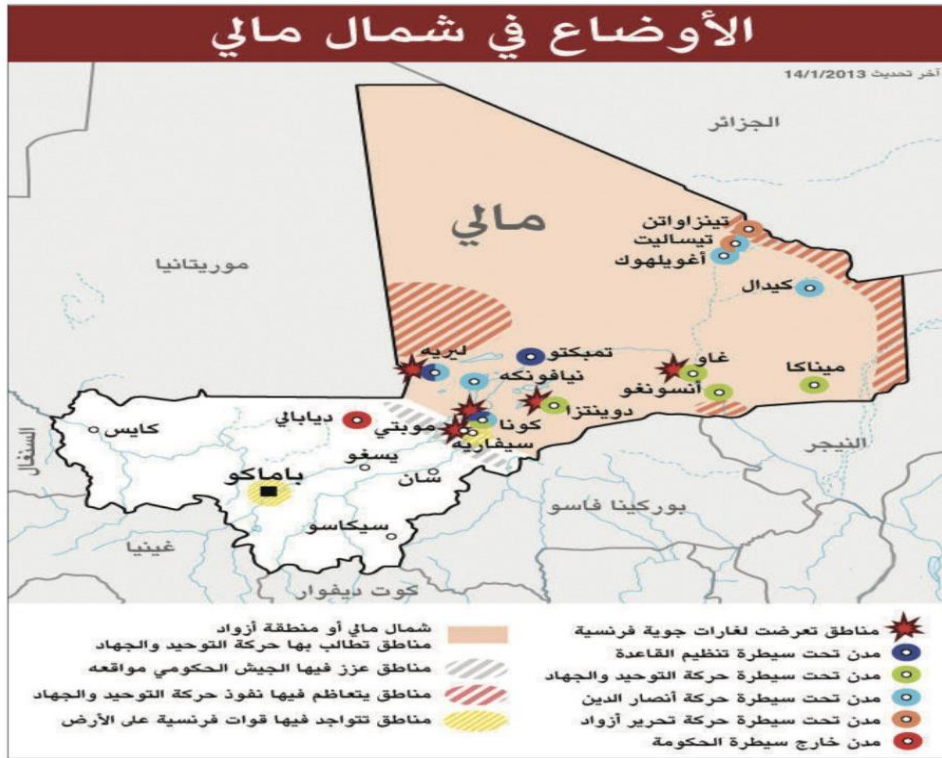 الأوضاع في شمال مالي
آخر تحديث 14/1/2013
الجزائر
مالي
تينزاواتن
تيساليت
أغويلهوك
موريتانيا
كيدال
ليريه
تمبكتو
غاو
نيافونكه
ميناكا
أنسونغو
دوينتزا
ديابالي
كونا
موبتي
كايس
سيفاريه
النيجر
السنغال
يسغو
شان
باماكو
بوركينا فاسو
سيكاسو
غينيا
كوت ديفوار
مناطق تعرضت لغارات جوية فرنسية
مدن تحت سيطرة تنظيم القاعدة
مدن تحت سيطرة حركة التوحيد والجهاد
مدن تحت سيطرة حركة أنصار الدين
مدن تحت سيطرة حركة تحرير أزواد
مدن خارج سيطرة الحكومة
شمال مالي أو منطقة أزواد
مناطق تطالب بها حركة التوحيد والجهاد
مناطق عزز فيها الجيش الحكومي مواقعه
مناطق يتعاظم فيها نفوذ حركة التوحيد والجهاد
مناطق تتواجد فيها قوات فرنسية على الأرض